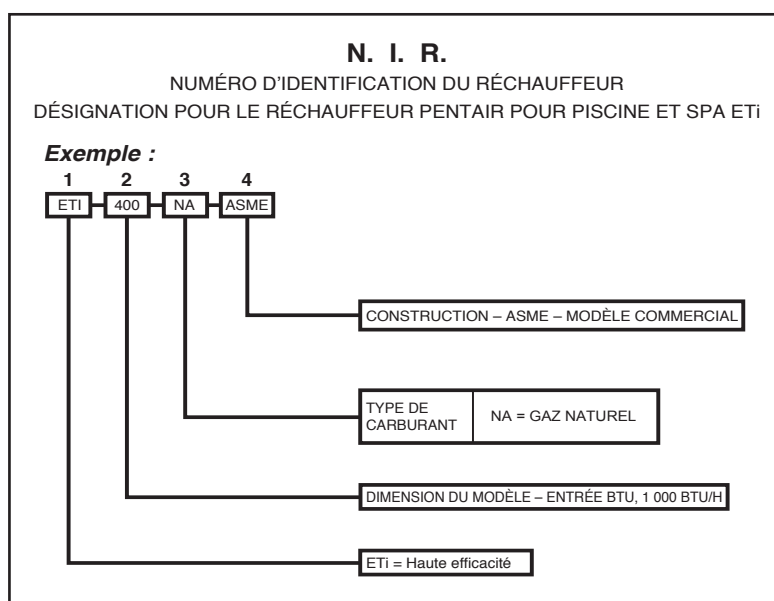 N. I. R.
NUMÉRO D'IDENTIFICATION DU RÉCHAUFFEUR
DÉSIGNATION POUR LE RÉCHAUFFEUR PENTAIR POUR PISCINE ET SPA ETi
Exemple :
1 2 3 4
ETI - 400 - NA - ASME
CONSTRUCTION – ASME – MODÈLE COMMERCIAL
TYPE DE
CARBURANT
NA = GAZ NATUREL
DIMENSION DU MODÈLE – ENTRÉE BTU, 1 000 BTU/H
ETi = Haute efficacité